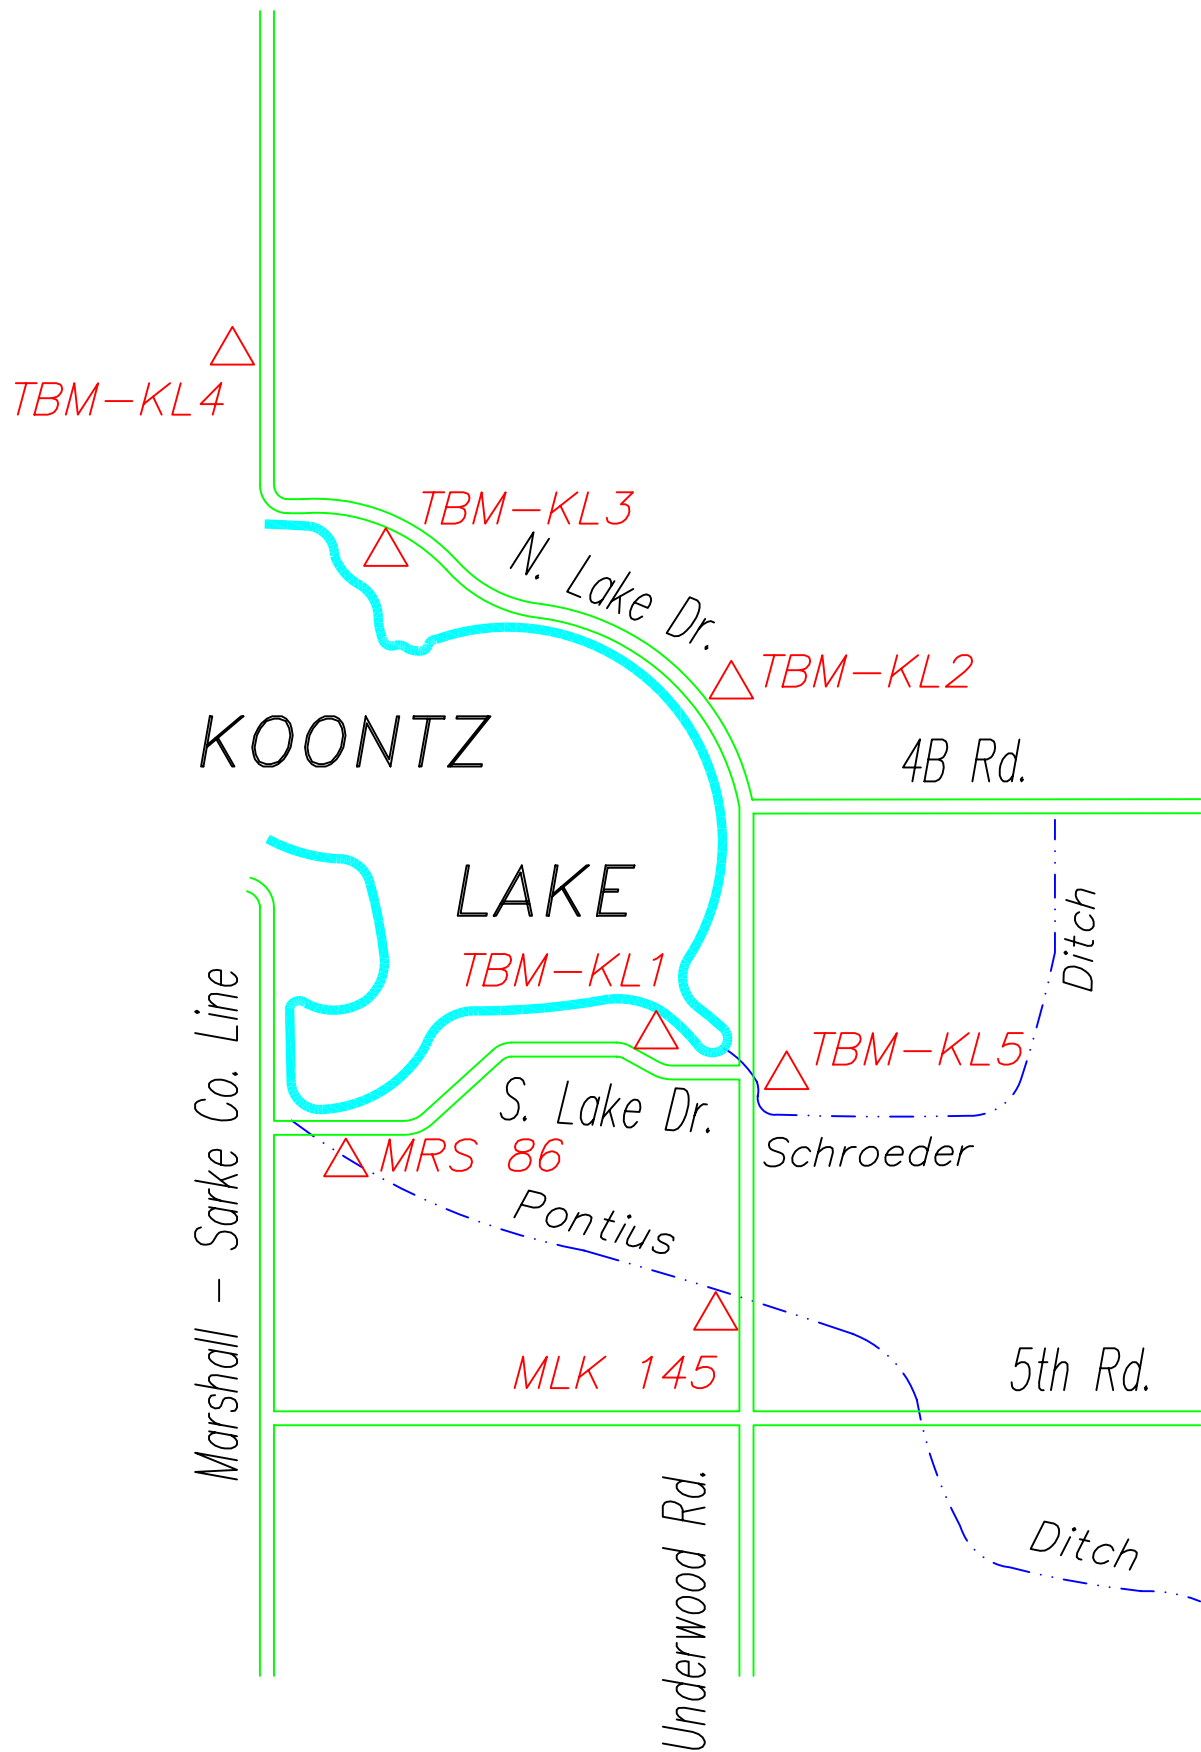 TBM-KL4
TBM-KL3
N. Lake Dr.
TBM-KL2
KOONTZ
4B Rd.
LAKE
Ditch
TBM-KL1
TBM-KL5
Marshall - Sarke Co. Line
S. Lake Dr.
Schroeder
MRS 86
Pontius
MLK 145
5th Rd.
Underwood Rd.
Ditch